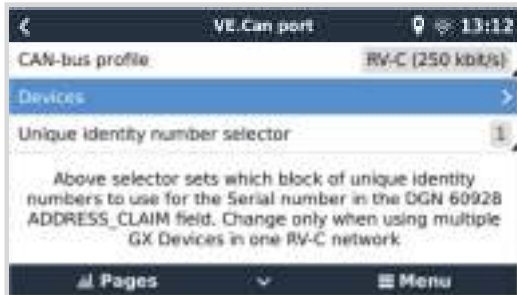 VE.Can port 13:12
CAN-bus profile RV-C (250 kbit/s)
Devices
Unique identity number selector 1
Above selector sets which block of unique identity
numbers to use for the Serial number in the DGN 60928
ADDRESS_CLAIM field. Change only when using multiple
GX Devices in one RV-C network
Pages Menu